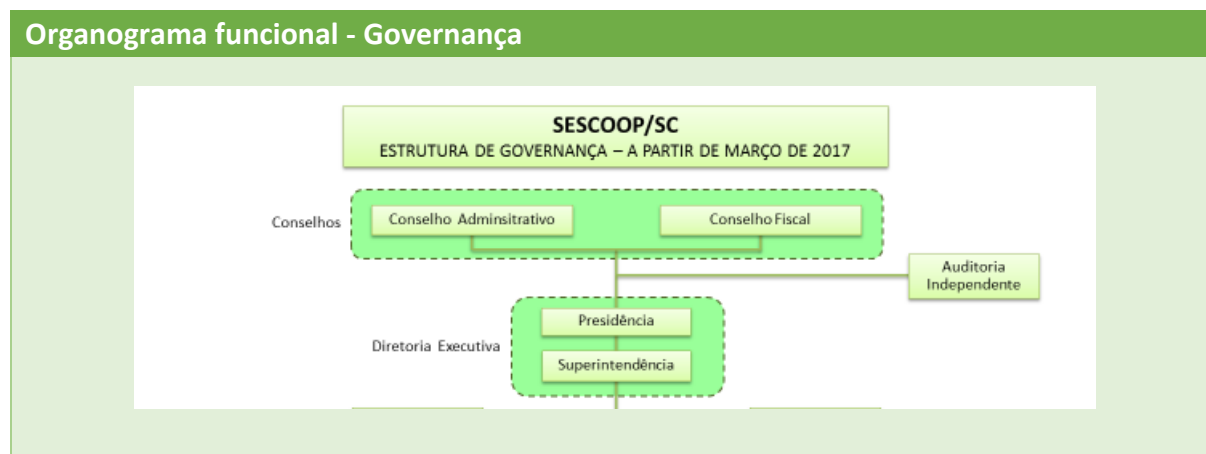 Organograma funcional - Governança
SESCOOP/SC
ESTRUTURA DE GOVERNANÇA – A PARTIR DE MARÇO DE 2017
Conselhos
Conselho Adminsitrativo
Conselho Fiscal
Auditoria
Independente
Diretoria Executiva
Presidência
Superintendência